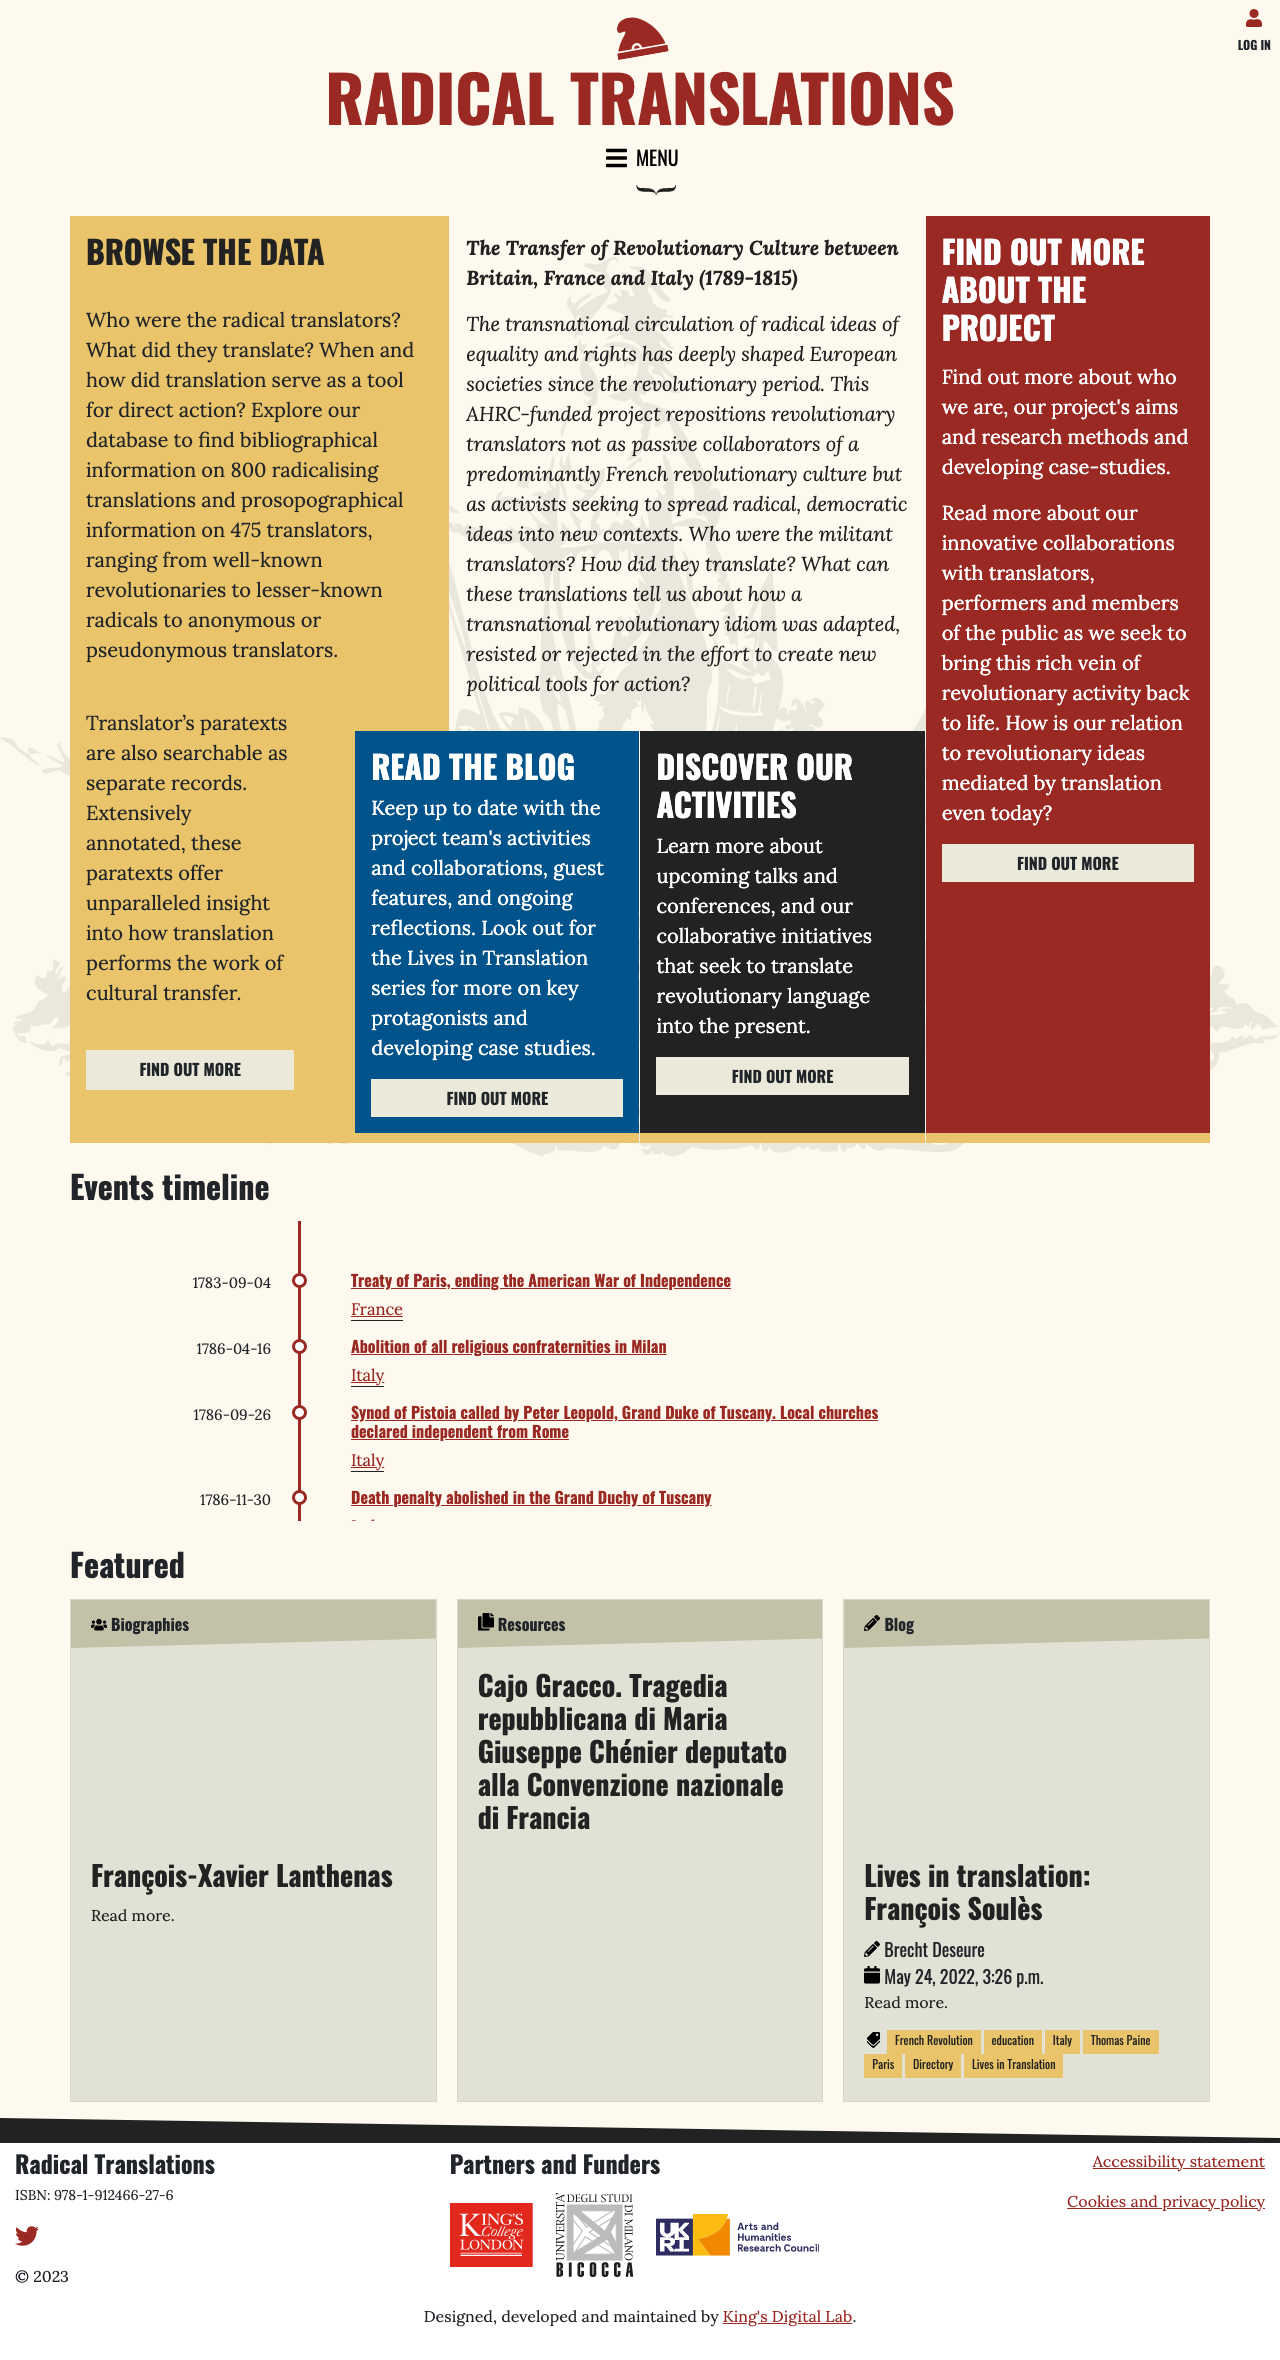 LOG IN
RADICAL TRANSLATIONS
MENU
BROWSE THE DATA
Who were the radical translators?
What did they translate? When and
how did translation serve as a tool
for direct action? Explore our
database to find bibliographical
information on 800 radicalising
translations and prosopographical
information on 475 translators,
ranging from well-known
revolutionaries to lesser-known
radicals to anonymous or
pseudonymous translators.
Translator’s paratexts
are also searchable as
separate records.
Extensively
annotated, these
paratexts offer
unparalleled insight
into how translation
performs the work of
cultural transfer.
FIND OUT MORE
The Transfer of Revolutionary Culture between
Britain, France and Italy (1789-1815)
The transnational circulation of radical ideas of
equality and rights has deeply shaped European
societies since the revolutionary period. This
AHRC-funded project repositions revolutionary
translators not as passive collaborators of a
predominantly French revolutionary culture but
as activists seeking to spread radical, democratic
ideas into new contexts. Who were the militant
translators? How did they translate? What can
these translations tell us about how a
transnational revolutionary idiom was adapted,
resisted or rejected in the effort to create new
political tools for action?
READ THE BLOG
Keep up to date with the
project team's activities
and collaborations, guest
features, and ongoing
reflections. Look out for
the Lives in Translation
series for more on key
protagonists and
developing case studies.
FIND OUT MORE
DISCOVER OUR
ACTIVITIES
Learn more about
upcoming talks and
conferences, and our
collaborative initiatives
that seek to translate
revolutionary language
into the present.
FIND OUT MORE
FIND OUT MORE
ABOUT THE
PROJECT
Find out more about who
we are, our project's aims
and research methods and
developing case-studies.
Read more about our
innovative collaborations
with translators,
performers and members
of the public as we seek to
bring this rich vein of
revolutionary activity back
to life. How is our relation
to revolutionary ideas
mediated by translation
even today?
FIND OUT MORE
Events timeline
1783-09-04
Treaty of Paris, ending the American War of Independence
France
1786-04-16
Abolition of all religious confraternities in Milan
Italy
1786-09-26
Synod of Pistoia called by Peter Leopold, Grand Duke of Tuscany. Local churches
declared independent from Rome
Italy
1786-11-30
Death penalty abolished in the Grand Duchy of Tuscany
Featured
Biographies
François-Xavier Lanthenas
Read more.
Resources
Cajo Gracco. Tragedia
repubblicana di Maria
Giuseppe Chénier deputato
alla Convenzione nazionale
di Francia
Blog
Lives in translation:
François Soulès
Brecht Deseure
May 24, 2022, 3:26 p.m.
Read more.
French Revolution education Italy Thomas Paine
Paris Directory Lives in Translation
Radical Translations
ISBN: 978-1-912466-27-6
© 2023
Partners and Funders
KING'S
College
LONDON
UNIVERSITA'
DEGLI STUDI
DI MILANO
BICOCCA
UKRI
Arts and
Humanities
Research Council
Accessibility statement
Cookies and privacy policy
Designed, developed and maintained by King's Digital Lab.